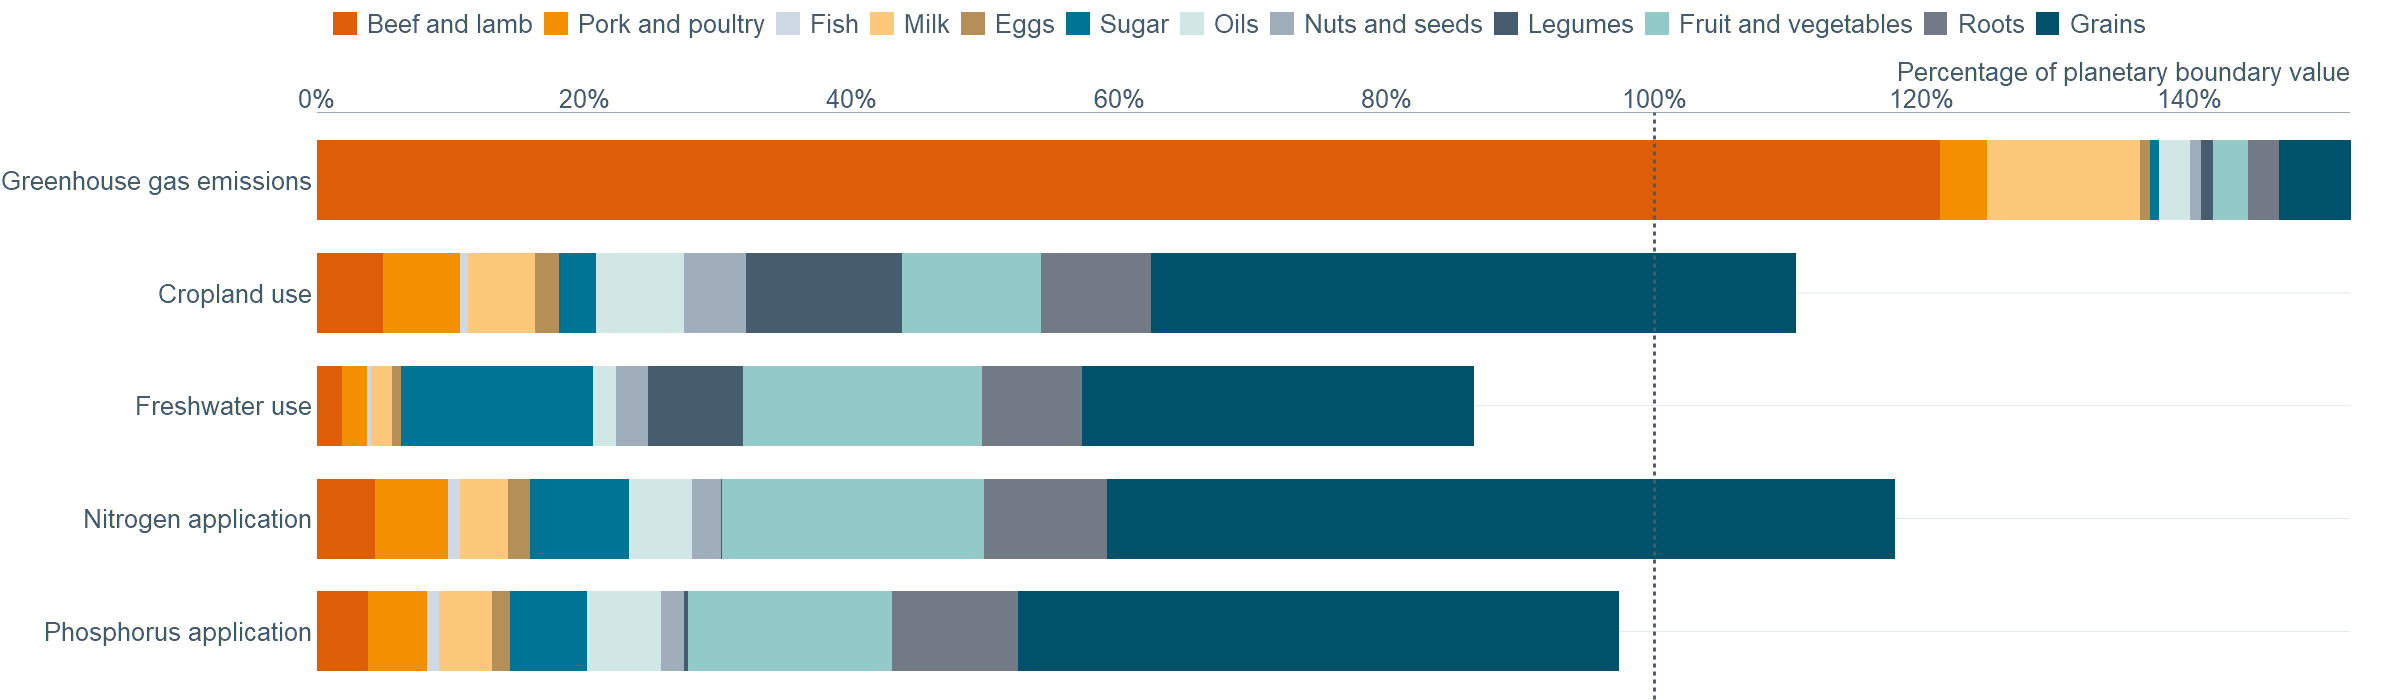 Beef and lamb Pork and poultry Fish Milk Eggs Sugar Oils Nuts and seeds Legumes Fruit and vegetables Roots Grains
Percentage of planetary boundary value
0% 20% 40% 60% 80% 100% 120% 140%
Greenhouse gas emissions
Cropland use
Freshwater use
Nitrogen application
Phosphorus application